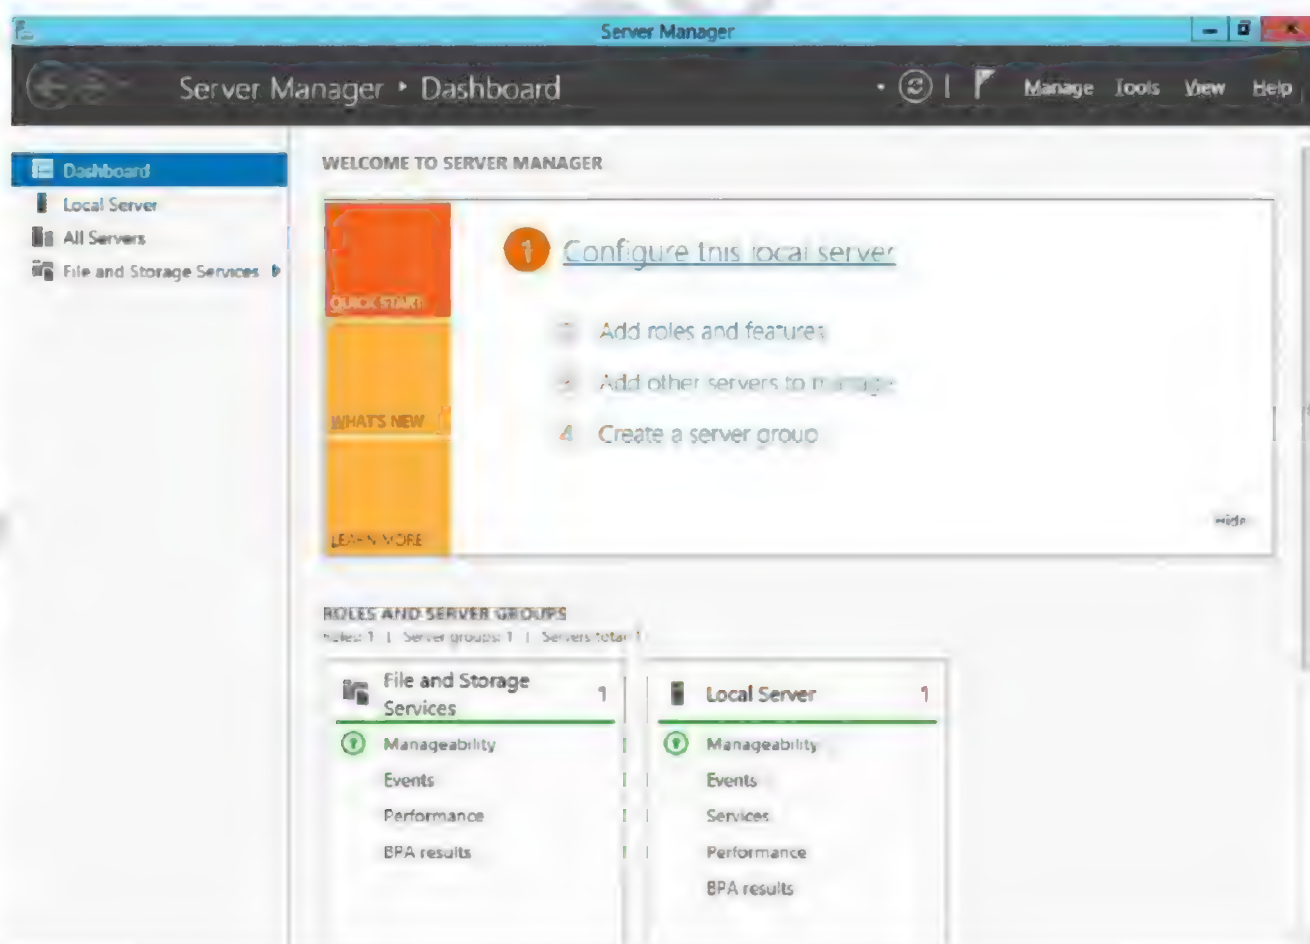 Server Manager
Server Manager • Dashboard
Manage Tools View Help
Dashboard
Local Server
All Servers
File and Storage Services
WELCOME TO SERVER MANAGER
QUICK START
WHAT'S NEW
LEARN MORE
1 Configure this local server
Add roles and features
Add other servers to manage
4 Create a server group
Hide
ROLES AND SERVER GROUPS
Roles: 1 | Server groups: 1 | Servers total: 1
File and Storage
Services
1
Manageability
Events
Performance
BPA results
Local Server 1
Manageability
Events
Services
Performance
BPA results